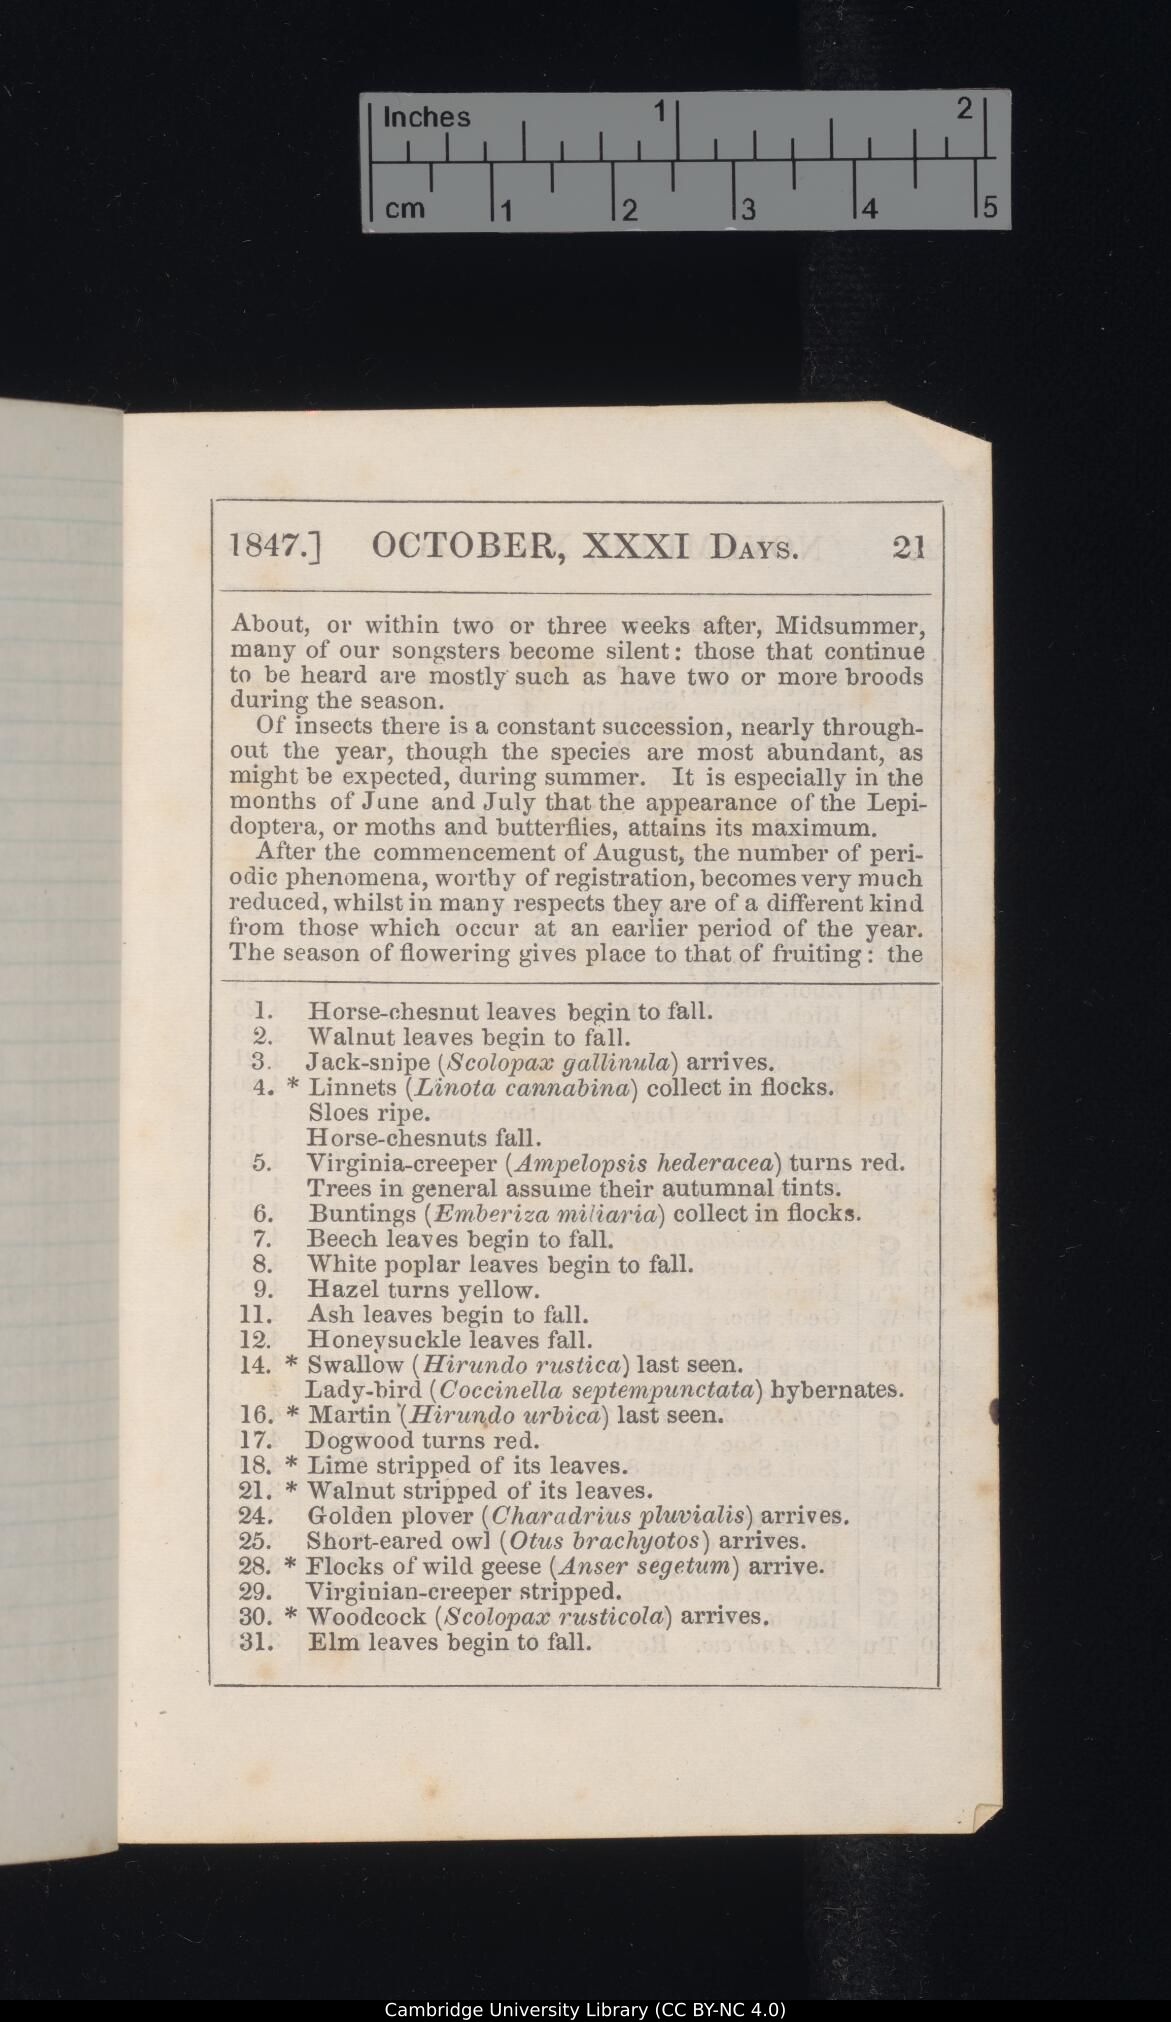 Inches 1 2
cm 1 2 3 4 5
1847.] OCTOBER, XXXI DAYS. 21
About, or within two or three weeks after, Midsummer,
many of our songsters become silent: those that continue
to be heard are mostly such as have two or more broods
during the season.
Of insects there is a constant succession, nearly through-
out the year, though the species are most abundant, as
might be expected, during summer. It is especially in the
months of June and July that the appearance of the Lepi-
doptera, or moths and butterflies, attains its maximum.
After the commencement of August, the number of peri-
odic phenomena, worthy of registration, becomes very much
reduced, whilst in many respects they are of a different kind
from those which occur at an earlier period of the year.
The season of flowering gives place to that of fruiting: the
1. Horse-chesnut leaves begin to fall.
2. Walnut leaves begin to fall.
3. Jack-snipe (Scolopax gallinula) arrives.
4. * Linnets (Linota cannabina) collect in flocks.
Sloes ripe.
Horse-chesnuts fall.
5. Virginia-creeper (Ampelopsis hederacea) turns red.
Trees in general assume their autumnal tints.
6. Buntings (Emberiza miliaria) collect in flocks.
7. Beech leaves begin to fall.
8. White poplar leaves begin to fall.
9. Hazel turns yellow.
11. Ash leaves begin to fall.
12. Honeysuckle leaves fall.
14. * Swallow (Hirundo rustica) last seen.
Lady-bird (Coccinella septempunctata) hybernates.
16. * Martin (Hirundo urbica) last seen.
17. Dogwood turns red.
18. * Lime stripped of its leaves.
21. * Walnut stripped of its leaves.
24. Golden plover (Charadrius pluvialis) arrives.
25. Short-eared owl (Otus brachyotos) arrives.
28. * Flocks of wild geese (Anser segetum) arrive.
29. Virginian-creeper stripped.
30. * Woodcock (Scolopax rusticola) arrives.
31. Elm leaves begin to fall.
Cambridge University Library (CC BY-NC 4.0)